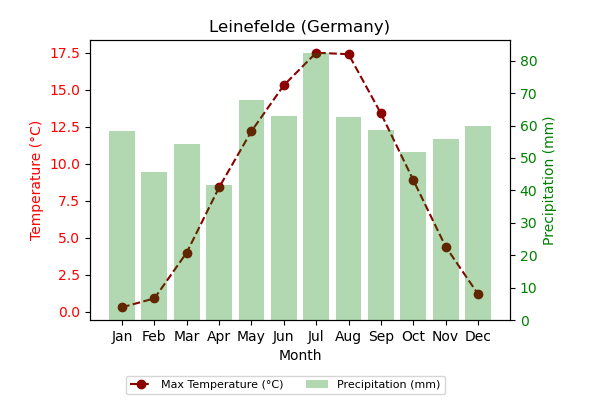 Leinefelde (Germany)
17.5
15.0
12.5
10.0
7.5
5.0
2.5
0.0
Temperature (°C)
80
70
60
50
40
30
20
10
0
Precipitation (mm)
Jan Feb Mar Apr May Jun Jul Aug Sep Oct Nov Dec
Month
Max Temperature (°C) Precipitation (mm)